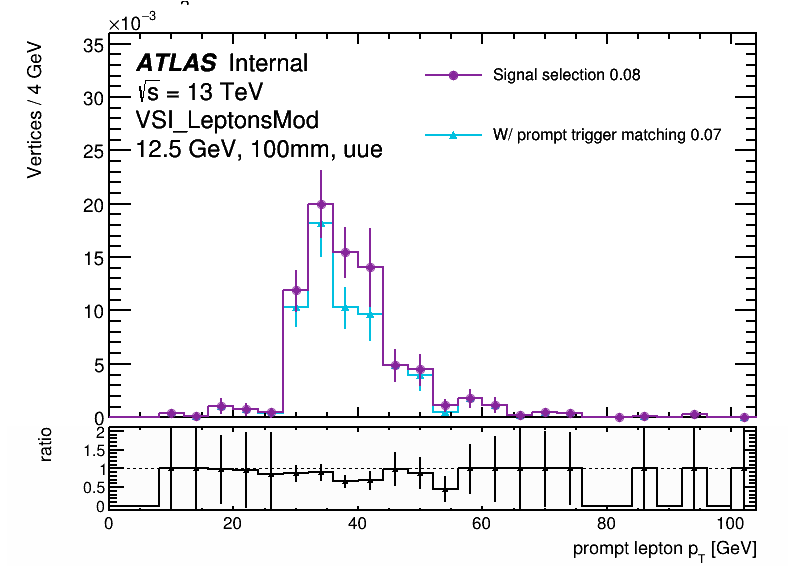 ×10⁻³
ATLAS Internal
√s = 13 TeV
VSI_LeptonsMod
12.5 GeV, 100mm, uue
Signal selection 0.08
W/ prompt trigger matching 0.07
Vertices / 4 GeV
35
30
25
20
15
10
5
0
ratio
2
1.5
1
0.5
0
0 20 40 60 80 100
prompt lepton p_T [GeV]